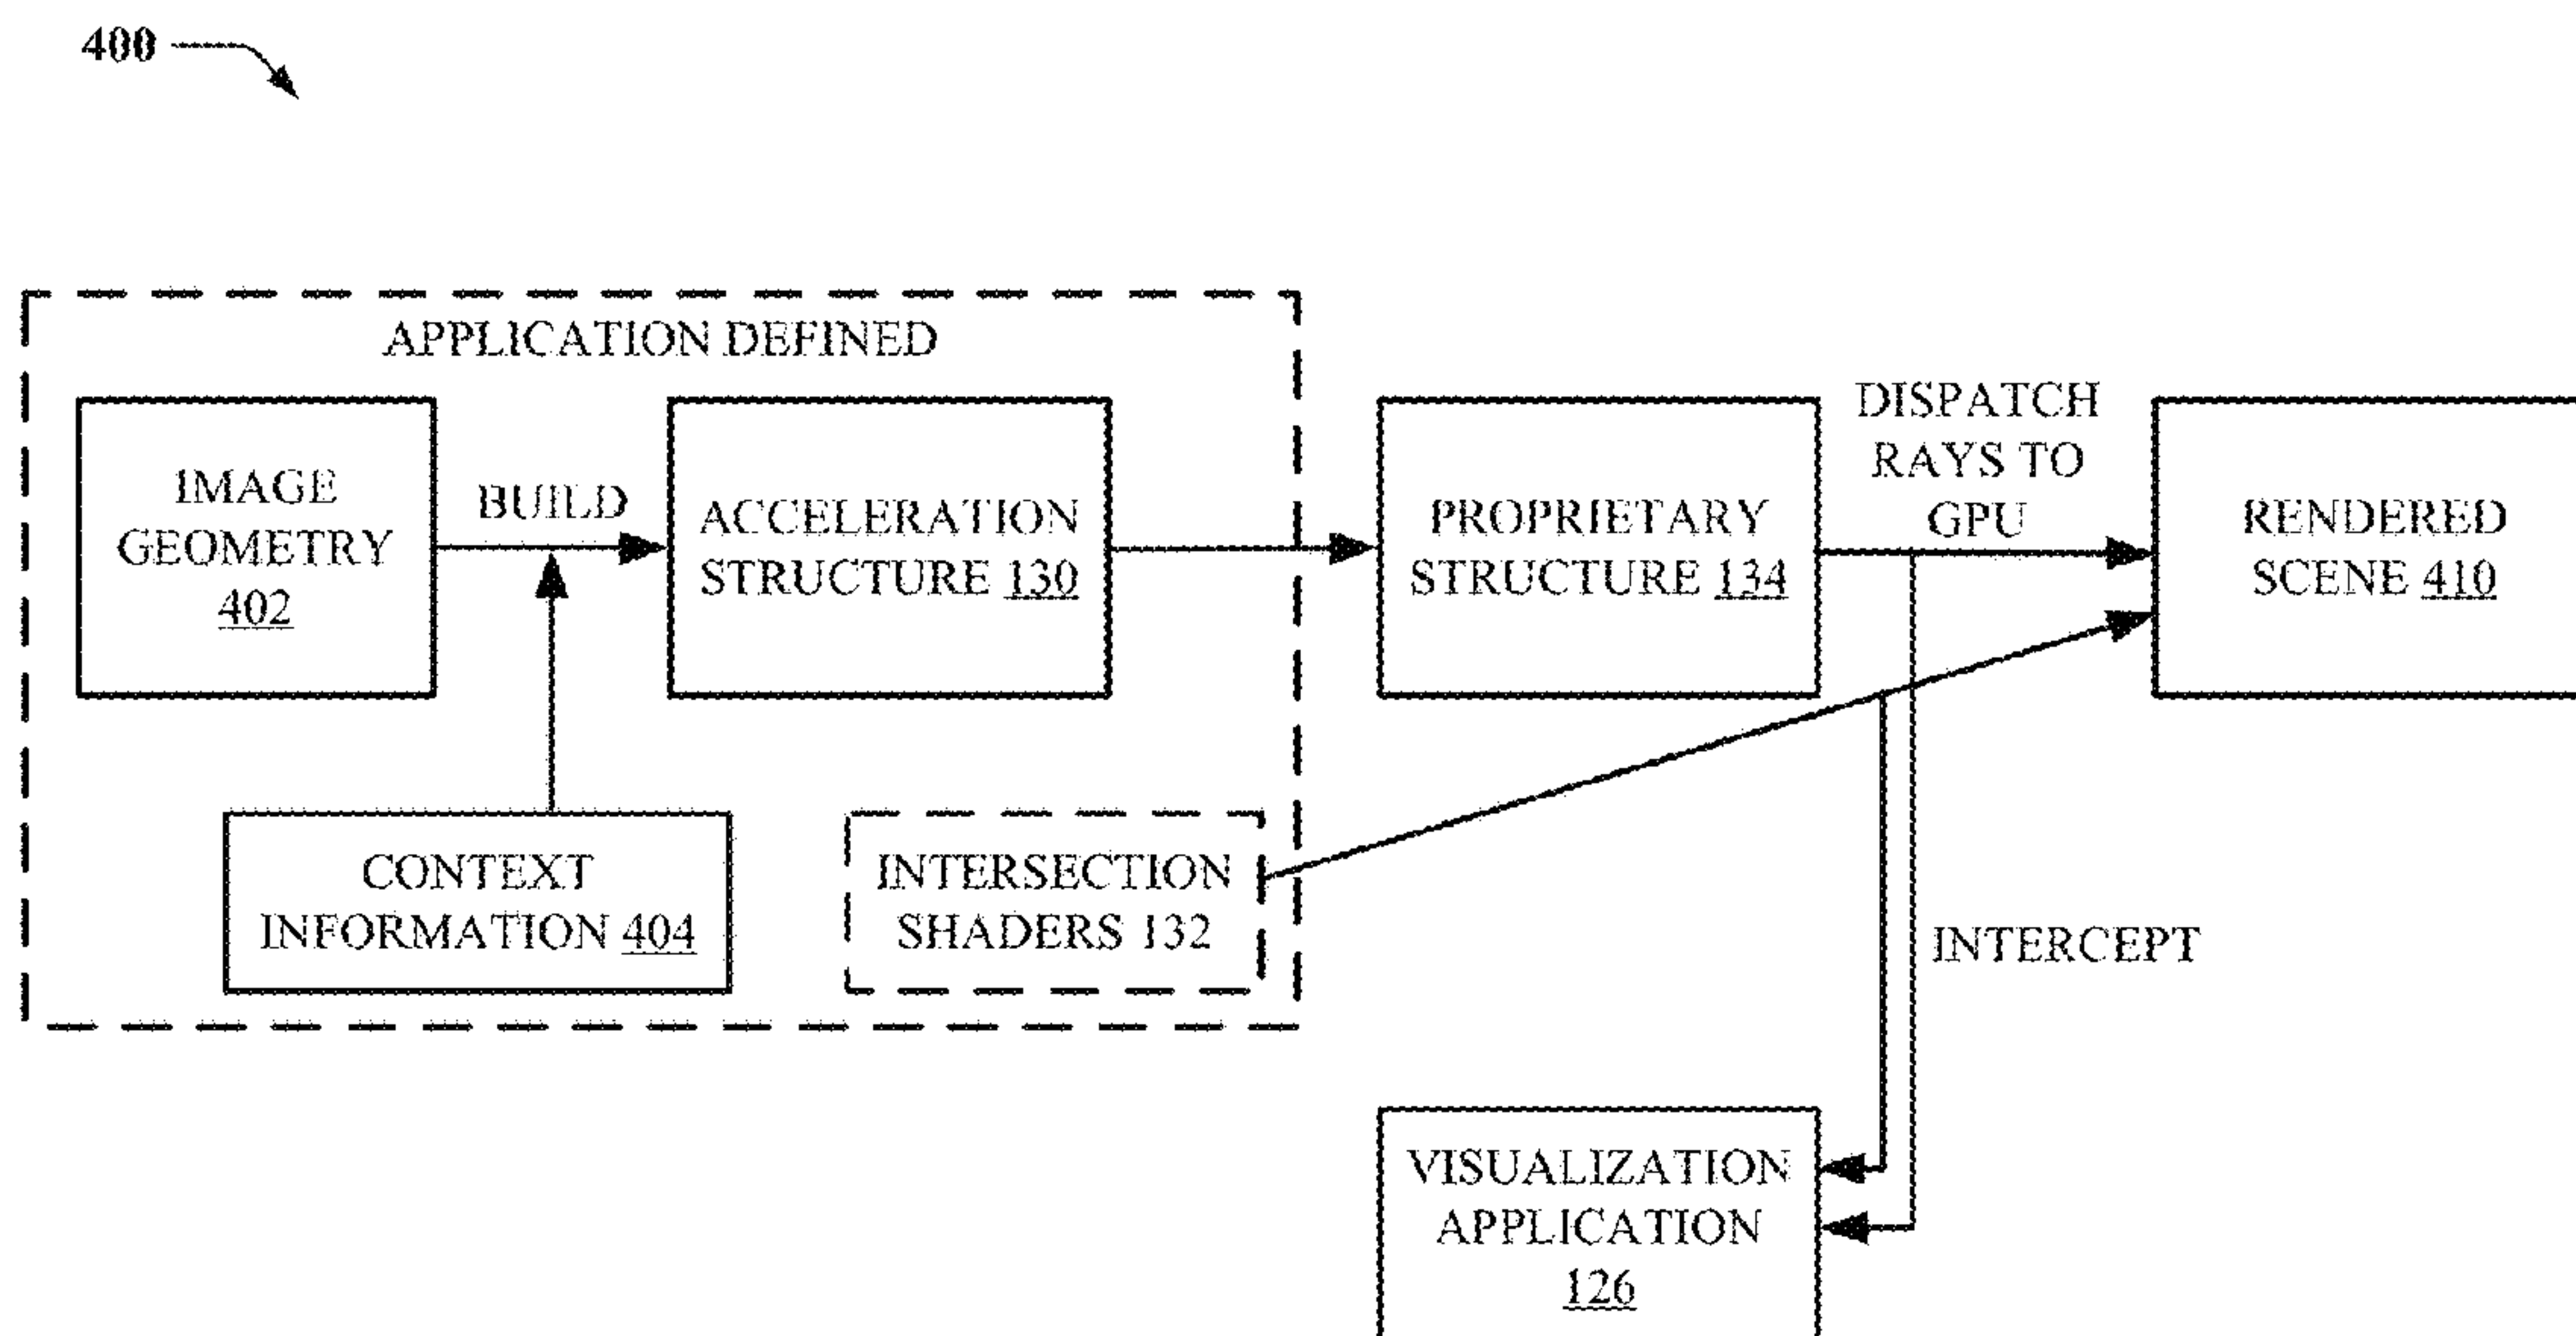 400
APPLICATION DEFINED
IMAGE
GEOMETRY
402
BUILD
ACCELERATION
STRUCTURE 130
PROPRIETARY
STRUCTURE 134
DISPATCH
RAYS TO
GPU
RENDERED
SCENE 410
CONTEXT
INFORMATION 404
INTERSECTION
SHADERS 132
INTERCEPT
VISUALIZATION
APPLICATION
126